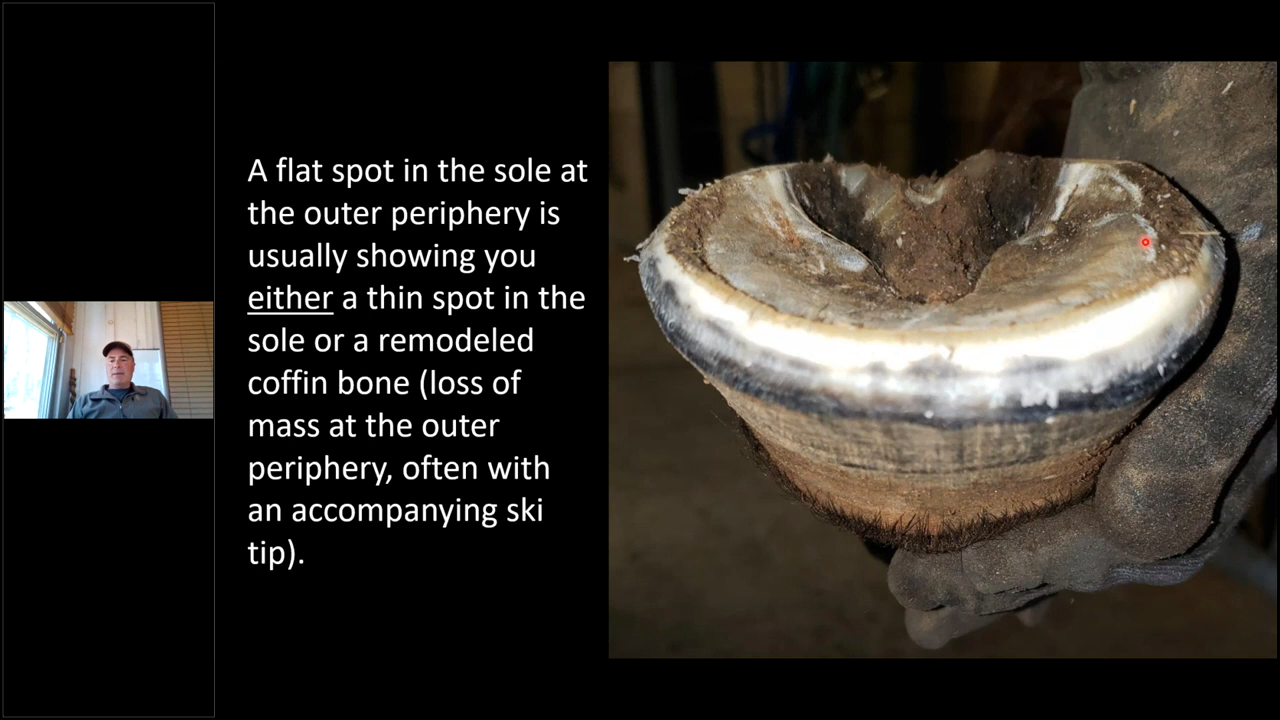 A flat spot in the sole at
the outer periphery is
usually showing you
either a thin spot in the
sole or a remodeled
coffin bone (loss of
mass at the outer
periphery, often with
an accompanying ski
tip).